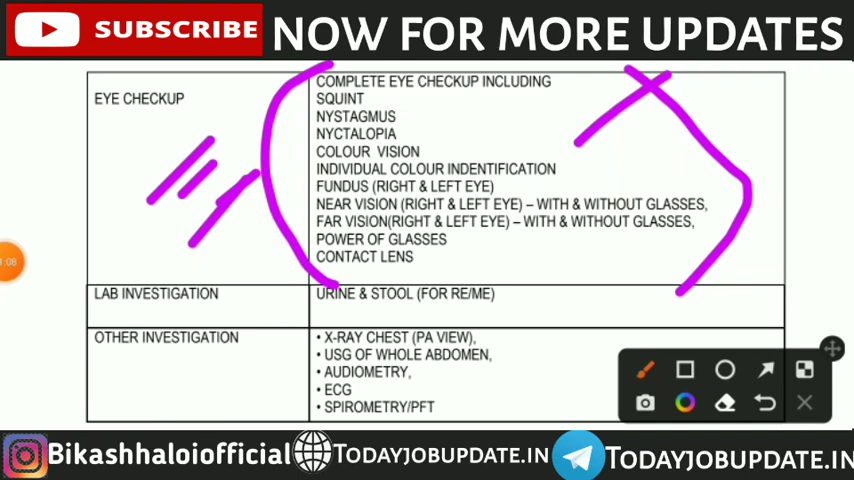 SUBSCRIBE NOW FOR MORE UPDATES
EYE CHECKUP
COMPLETE EYE CHECKUP INCLUDING
SQUINT
NYSTAGMUS
NYCTALOPIA
COLOUR VISION
INDIVIDUAL COLOUR INDENTIFICATION
FUNDUS (RIGHT & LEFT EYE)
NEAR VISION (RIGHT & LEFT EYE) – WITH & WITHOUT GLASSES,
FAR VISION(RIGHT & LEFT EYE) – WITH & WITHOUT GLASSES,
POWER OF GLASSES
CONTACT LENS
LAB INVESTIGATION
URINE & STOOL (FOR RE/ME)
OTHER INVESTIGATION
• X-RAY CHEST (PA VIEW),
• USG OF WHOLE ABDOMEN,
• AUDIOMETRY,
• ECG
• SPIROMETRY/PFT
:08
Bikashhaloiofficial TODAYJOBUPDATE.IN TODAYJOBUPDATE.IN